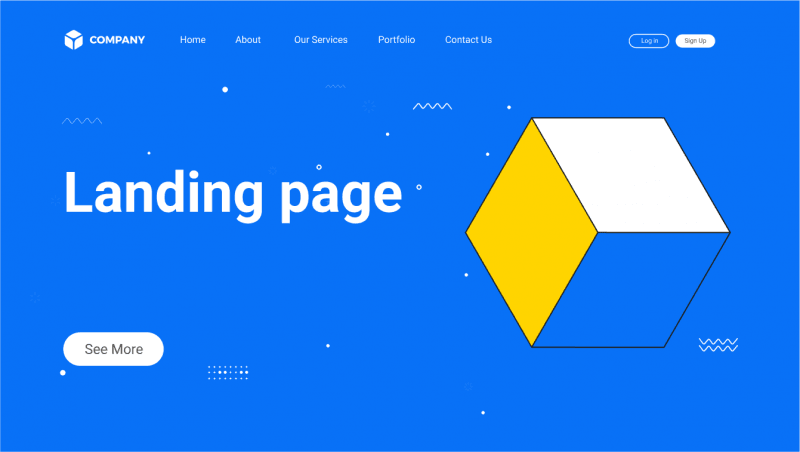 COMPANY Home About Our Services Portfolio Contact Us Log in Sign Up
Landing page
See More